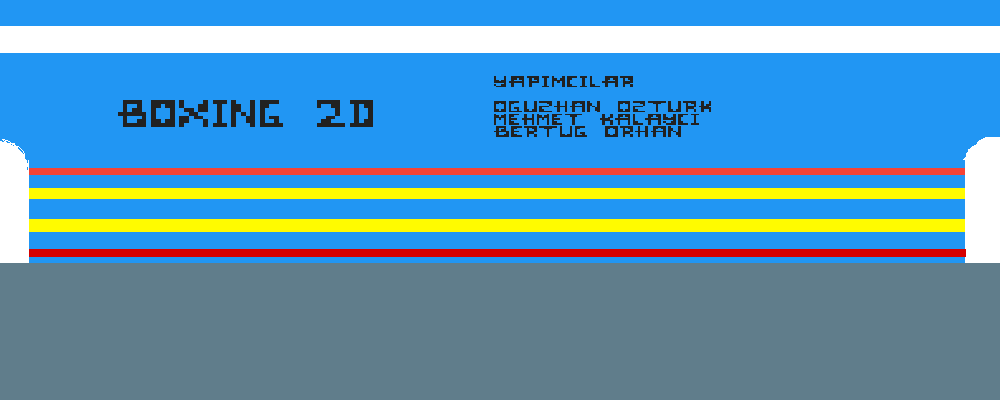 BOXING 2D
YAPIMCILAR
OGUZHAN OZTURK
MEHMET KALAYCI
BERTUG ORHAN